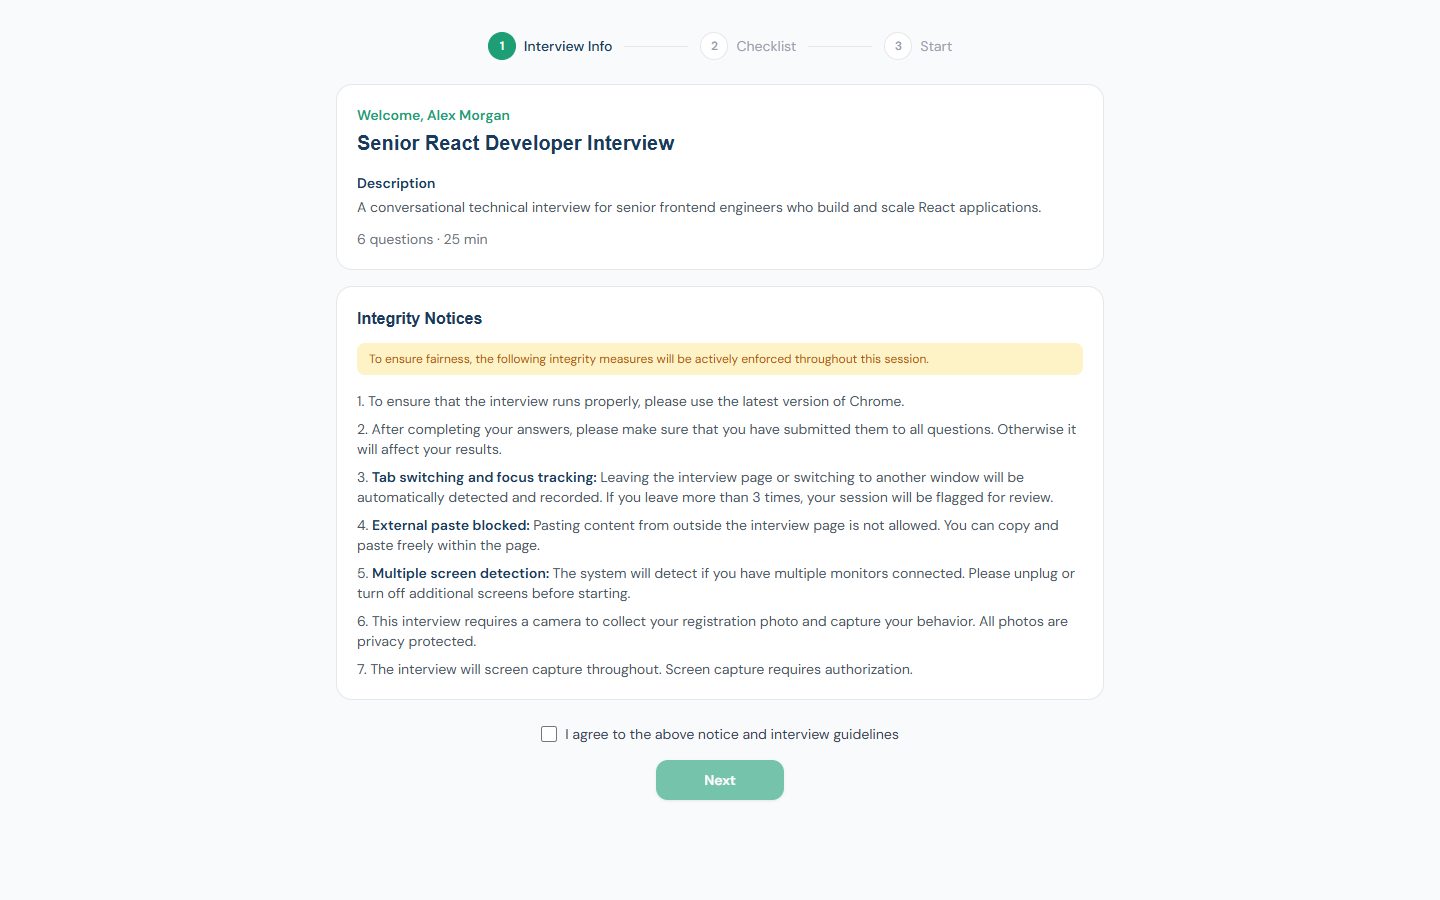 1 Interview Info 2 Checklist 3 Start
Welcome, Alex Morgan
Senior React Developer Interview
Description
A conversational technical interview for senior frontend engineers who build and scale React applications.
6 questions · 25 min
Integrity Notices
To ensure fairness, the following integrity measures will be actively enforced throughout this session.
1. To ensure that the interview runs properly, please use the latest version of Chrome.
2. After completing your answers, please make sure that you have submitted them to all questions. Otherwise it
will affect your results.
3. Tab switching and focus tracking: Leaving the interview page or switching to another window will be
automatically detected and recorded. If you leave more than 3 times, your session will be flagged for review.
4. External paste blocked: Pasting content from outside the interview page is not allowed. You can copy and
paste freely within the page.
5. Multiple screen detection: The system will detect if you have multiple monitors connected. Please unplug or
turn off additional screens before starting.
6. This interview requires a camera to collect your registration photo and capture your behavior. All photos are
privacy protected.
7. The interview will screen capture throughout. Screen capture requires authorization.
I agree to the above notice and interview guidelines
Next